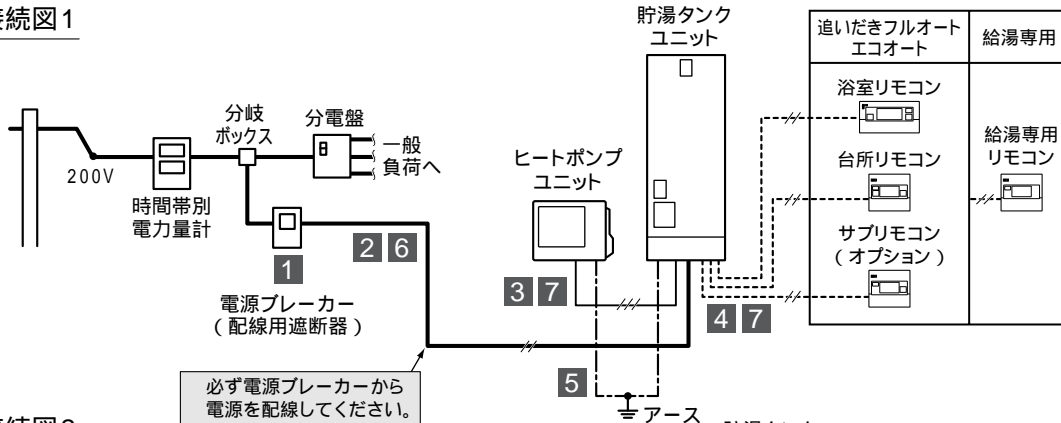 接続図1
貯湯タンク
ユニット
追いだきフルオート
エコオート
給湯専用
浴室リモコン
台所リモコン
サブリモコン
(オプション)
給湯専用
リモコン
分岐
ボックス
分電盤
一般
負荷へ
200V
時間帯別
電力量計
ヒートポンプ
ユニット
1
2 6
3 7
4 7
5
電源ブレーカー
(配線用遮断器)
必ず電源ブレーカーから
電源を配線してください。
アース